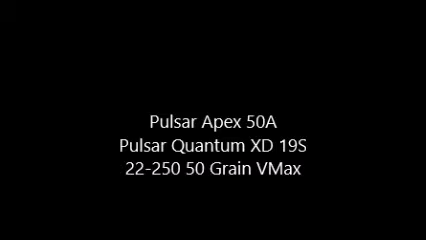 Pulsar Apex 50A
Pulsar Quantum XD 19S
22-250 50 Grain VMax